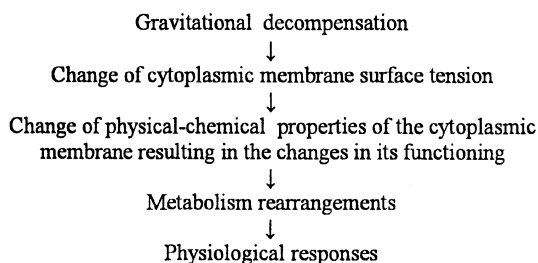 Gravitational decompensation
↓
Change of cytoplasmic membrane surface tension
↓
Change of physical-chemical properties of the cytoplasmic
membrane resulting in the changes in its functioning
↓
Metabolism rearrangements
↓
Physiological responses